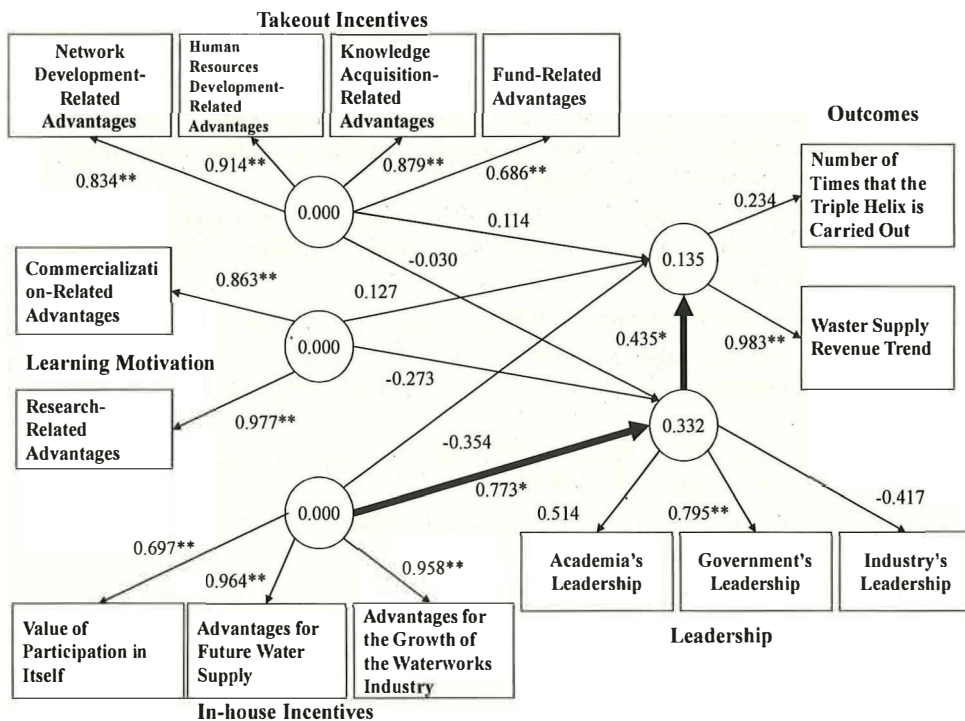 Takeout Incentives
Network
Development-
Related
Advantages
Human
Resources
Development-
Related
Advantages
Knowledge
Acquisition-
Related
Advantages
Fund-Related
Advantages
Outcomes
0.834**
0.914**
0.879**
0.686**
0.000
Number of
Times that the
Triple Helix is
Carried Out
0.234
0.114
0.135
-0.030
Commercializati
on-Related
Advantages
0.863**
0.127
0.000
Learning Motivation
0.435*
0.983**
Waster Supply
Revenue Trend
-0.273
Research-
Related
Advantages
0.977**
0.332
-0.354
0.773*
0.000
0.514
0.795**
-0.417
0.697**
0.964**
0.958**
Academia's
Leadership
Government's
Leadership
Industry's
Leadership
Leadership
Value of
Participation in
Itself
Advantages for
Future Water
Supply
Advantages for
the Growth of
the Waterworks
Industry
In-house Incentives